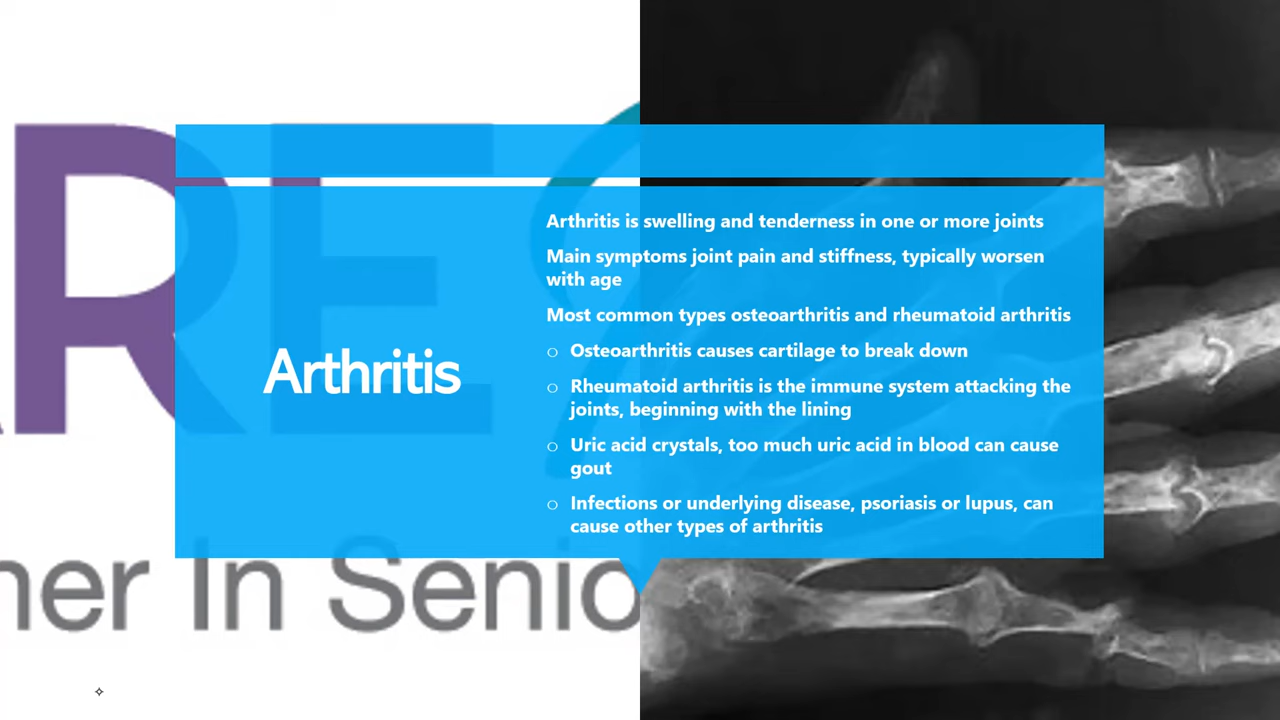 ARE
Arthritis is swelling and tenderness in one or more joints
Main symptoms joint pain and stiffness, typically worsen
with age
Most common types osteoarthritis and rheumatoid arthritis
Arthritis
○ Osteoarthritis causes cartilage to break down
○ Rheumatoid arthritis is the immune system attacking the
joints, beginning with the lining
○ Uric acid crystals, too much uric acid in blood can cause
gout
○ Infections or underlying disease, psoriasis or lupus, can
cause other types of arthritis
ner In Senio